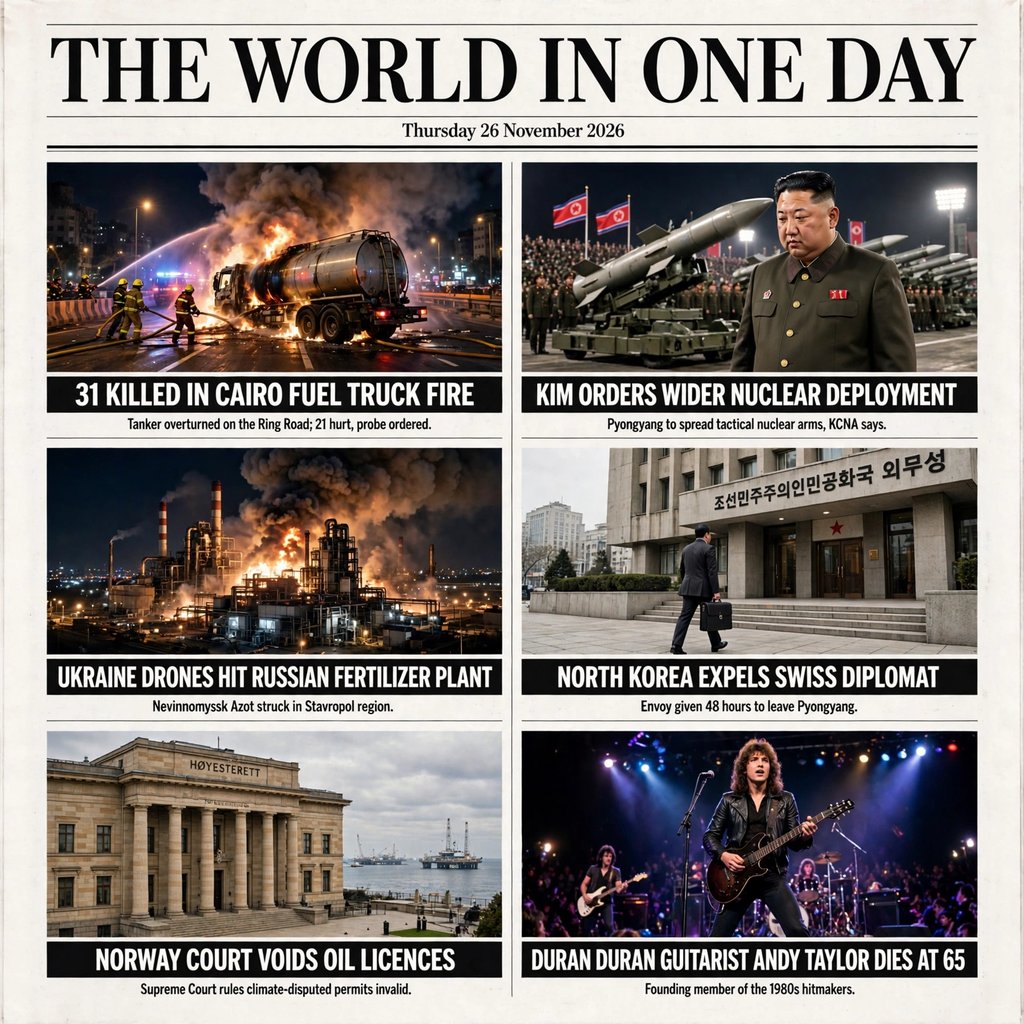 THE WORLD IN ONE DAY
Thursday 26 November 2026
31 KILLED IN CAIRO FUEL TRUCK FIRE
Tanker overturned on the Ring Road; 21 hurt, probe ordered.
KIM ORDERS WIDER NUCLEAR DEPLOYMENT
Pyongyang to spread tactical nuclear arms, KCNA says.
UKRAINE DRONES HIT RUSSIAN FERTILIZER PLANT
Nevinnomyssk Azot struck in Stavropol region.
조선민주주의인민공화국 외무성
NORTH KOREA EXPELS SWISS DIPLOMAT
Envoy given 48 hours to leave Pyongyang.
HØYESTERETT
NORWAY COURT VOIDS OIL LICENCES
Supreme Court rules climate-disputed permits invalid.
DURAN DURAN GUITARIST ANDY TAYLOR DIES AT 65
Founding member of the 1980s hitmakers.